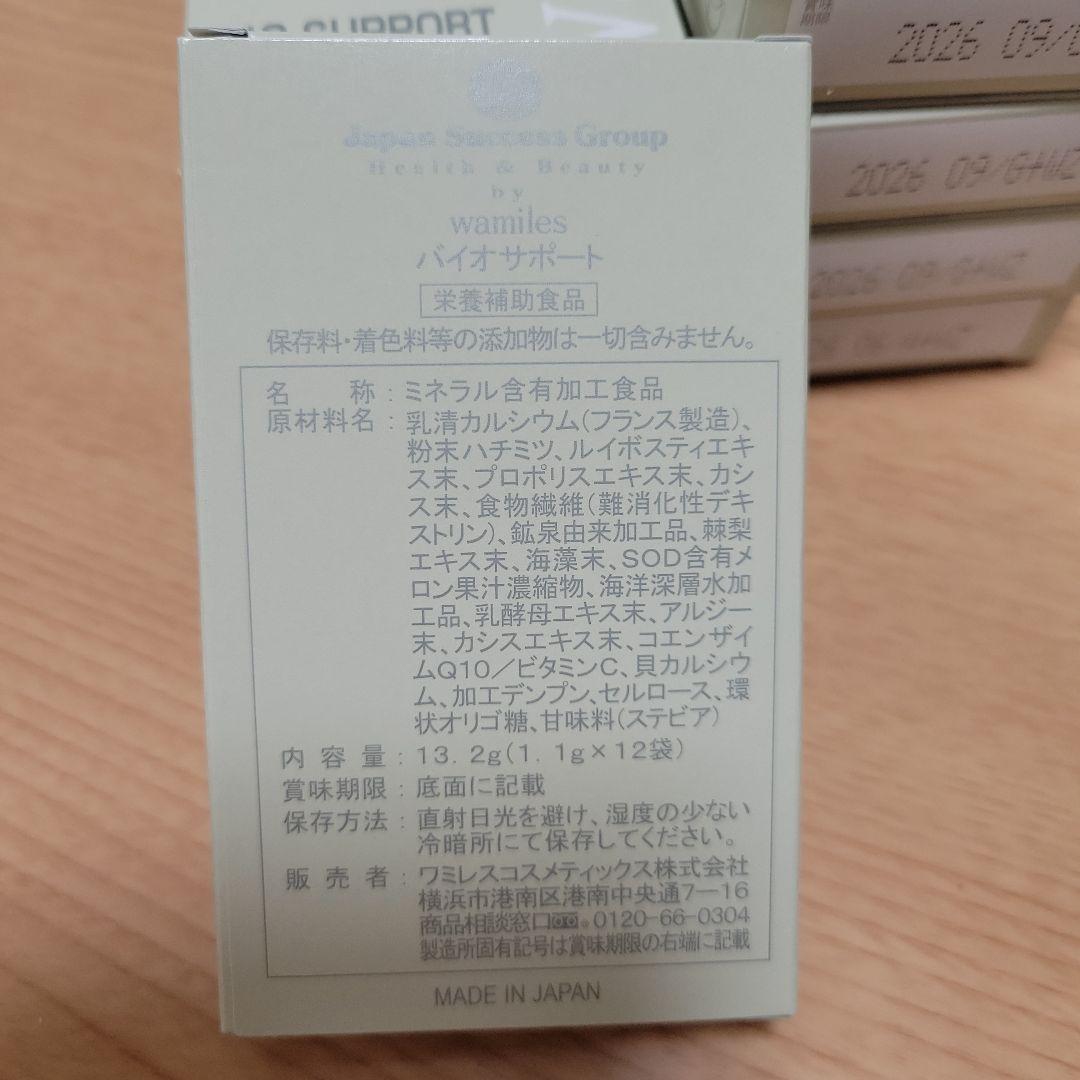 SUPPORT
賞味
期限
2026 09/
2026 09/G+WZ
2026 09/G+WZ
Japan Success Group
Health & Beauty
by
wamiles
バイオサポート
栄養補助食品
保存料・着色料等の添加物は一切含みません。
名 称：ミネラル含有加工食品
原材料名：乳清カルシウム(フランス製造)、
粉末ハチミツ、ルイボスティエキ
ス末、プロポリスエキス末、カシ
ス末、食物繊維(難消化性デキ
ストリン)、鉱泉由来加工品、棘梨
エキス末、海藻末、SOD含有メ
ロン果汁濃縮物、海洋深層水加
工品、乳酵母エキス末、アルジー
末、カシスエキス末、コエンザイ
ムQ10／ビタミンC、貝カルシウ
ム、加工デンプン、セルロース、環
状オリゴ糖、甘味料(ステビア)
内容量：13.2g(1.1g×12袋)
賞味期限：底面に記載
保存方法：直射日光を避け、湿度の少ない
冷暗所にて保存してください。
販売者：ワミレスコスメティックス株式会社
横浜市港南区港南中央通7ー16
商品相談窓口 0120-66-0304
製造所固有記号は賞味期限の右端に記載
MADE IN JAPAN